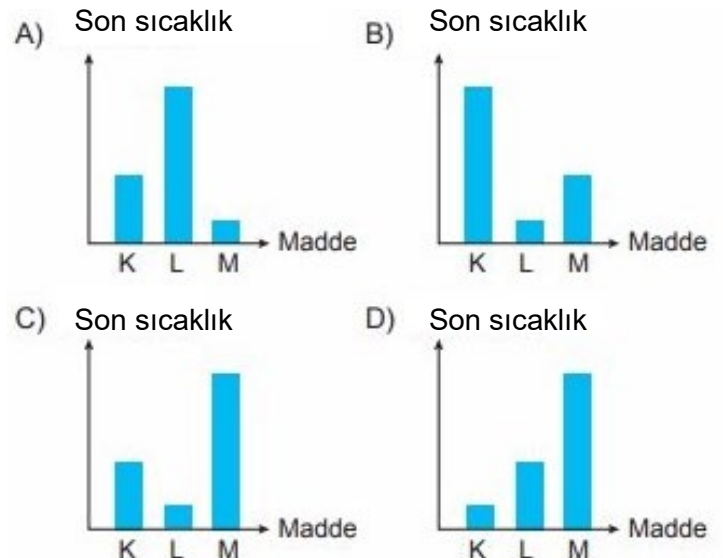 A) Son sıcaklık
Madde
K L M
B) Son sıcaklık
Madde
K L M
C) Son sıcaklık
Madde
K L M
D) Son sıcaklık
Madde
K L M